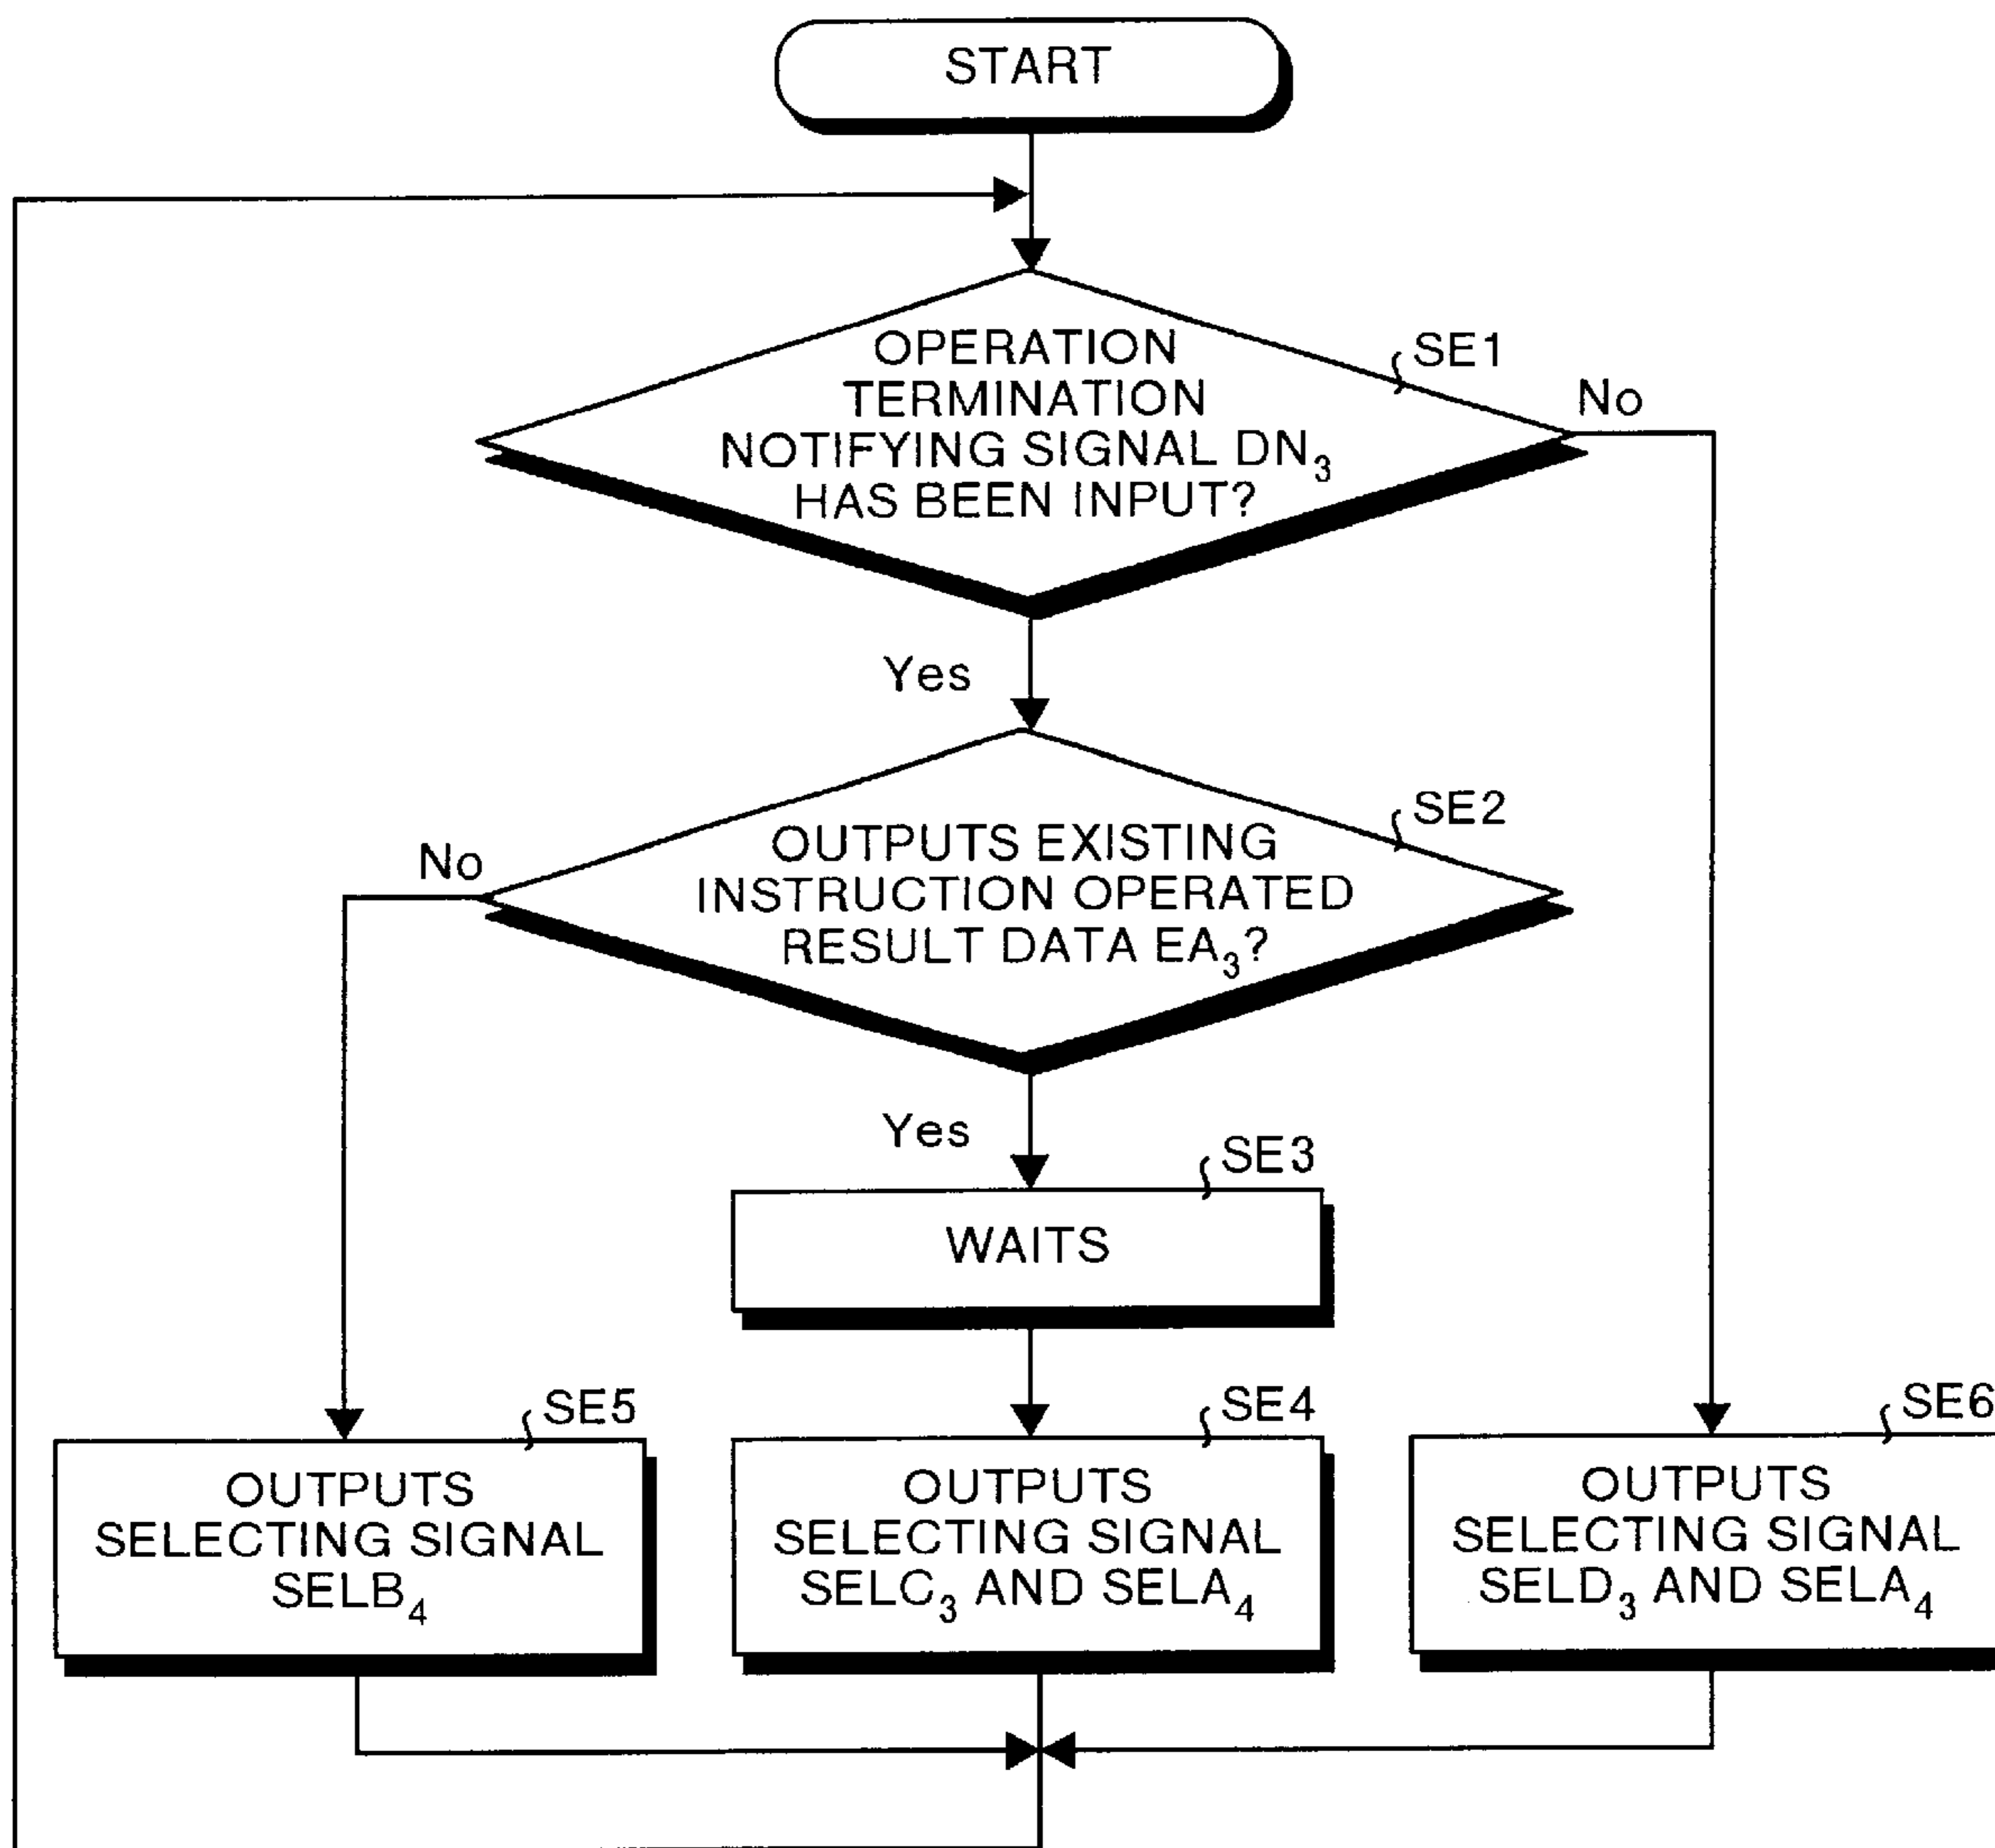 START
OPERATION
TERMINATION
NOTIFYING SIGNAL DN₃
HAS BEEN INPUT?
SE1
No
Yes
OUTPUTS EXISTING
INSTRUCTION OPERATED
RESULT DATA EA₃?
SE2
No
Yes
SE3
WAITS
SE5
OUTPUTS
SELECTING SIGNAL
SELB₄
SE4
OUTPUTS
SELECTING SIGNAL
SELC₃ AND SELA₄
SE6
OUTPUTS
SELECTING SIGNAL
SELD₃ AND SELA₄